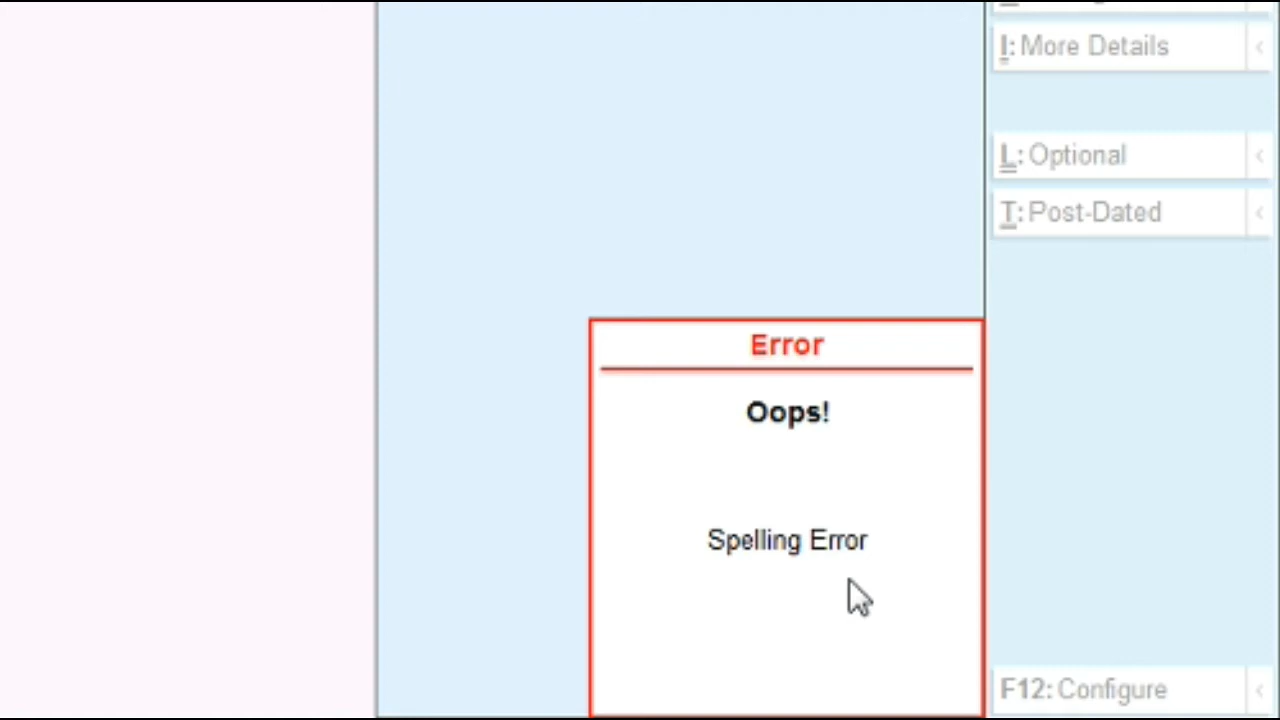 I: More Details
L: Optional
T: Post-Dated
Error
Oops!
Spelling Error
F12: Configure